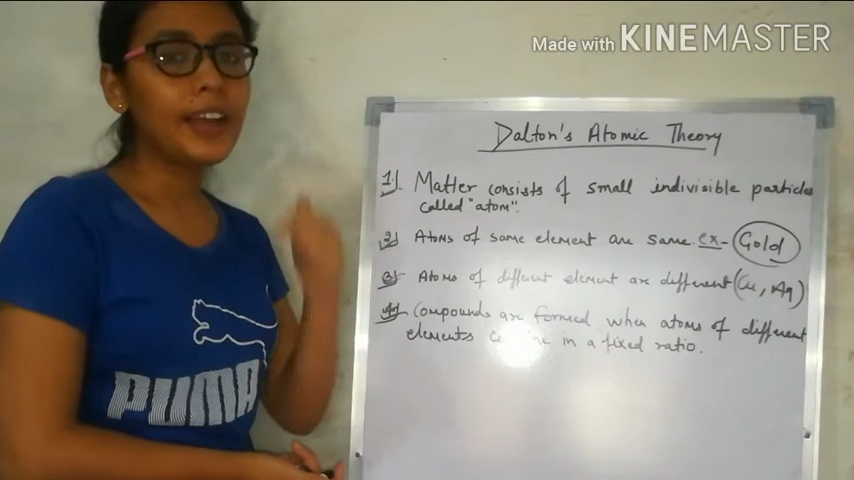 Made with KINEMASTER
Dalton's Atomic Theory
1) Matter consists of small indivisible particles
called "atom".
2) Atoms of same element are same ex- Gold
3) Atoms of different element are different (Cu, Ag)
4) Compounds are formed when atoms of different
elements in a fixed ratio.
PUMA